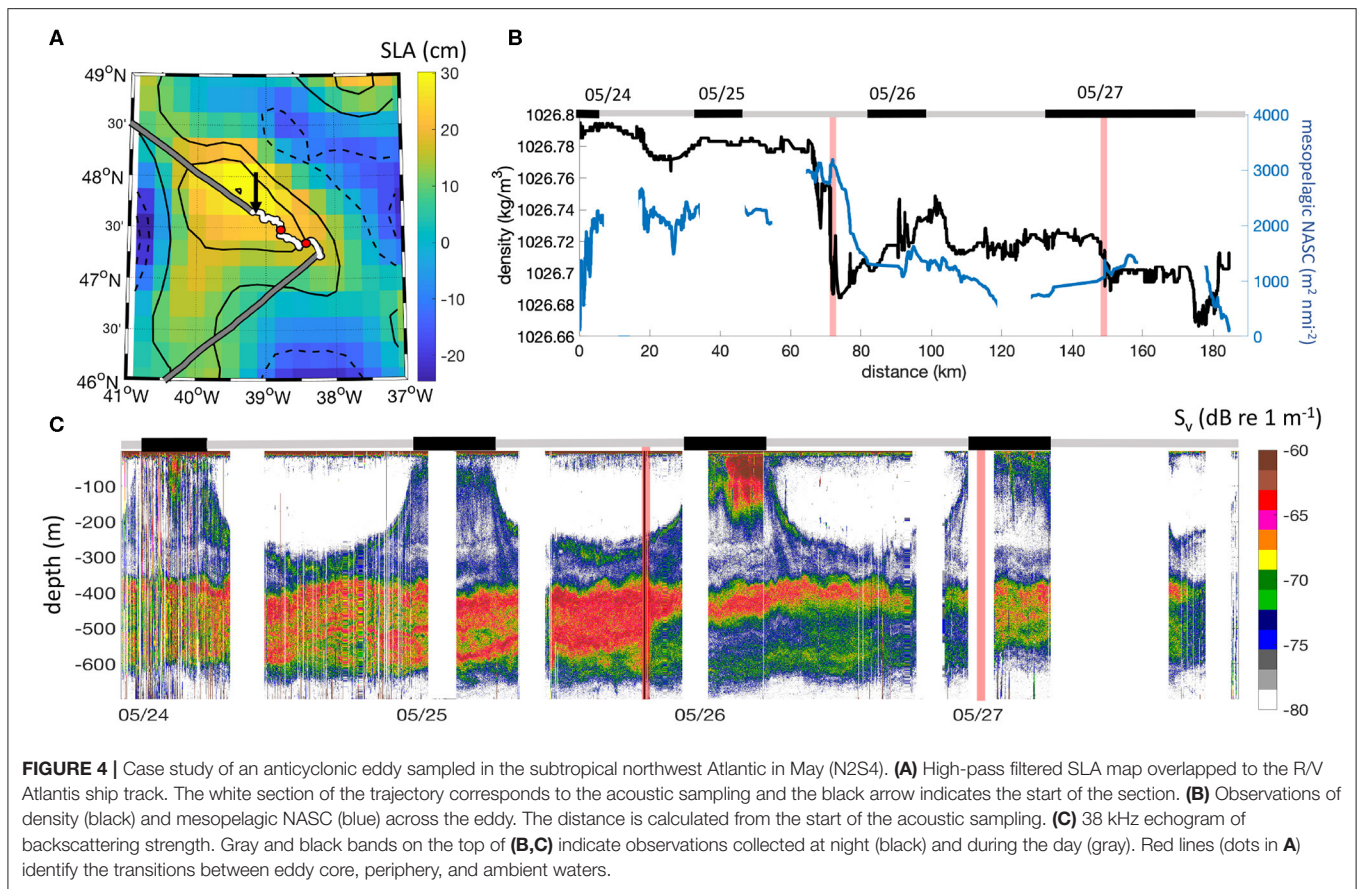 A
SLA (cm)
49°N
30'
48°N
30'
47°N
30'
46°N
41°W
40°W
39°W
38°W
37°W
30
20
10
0
-10
-20
B
05/24
05/25
05/26
05/27
1026.8
1026.78
1026.76
1026.74
1026.72
1026.7
1026.68
1026.66
density (kg/m³)
0
20
40
60
80
100
120
140
160
180
distance (km)
4000
3000
2000
1000
0
mesopelagic NASC (m² nmi⁻²)
C
Sᵥ (dB re 1 m⁻¹)
-100
-200
-300
-400
-500
-600
depth (m)
05/24
05/25
05/26
05/27
-60
-65
-70
-75
-80
FIGURE 4 | Case study of an anticyclonic eddy sampled in the subtropical northwest Atlantic in May (N2S4). (A) High-pass filtered SLA map overlapped to the R/V
Atlantis ship track. The white section of the trajectory corresponds to the acoustic sampling and the black arrow indicates the start of the section. (B) Observations of
density (black) and mesopelagic NASC (blue) across the eddy. The distance is calculated from the start of the acoustic sampling. (C) 38 kHz echogram of
backscattering strength. Gray and black bands on the top of (B,C) indicate observations collected at night (black) and during the day (gray). Red lines (dots in A)
identify the transitions between eddy core, periphery, and ambient waters.